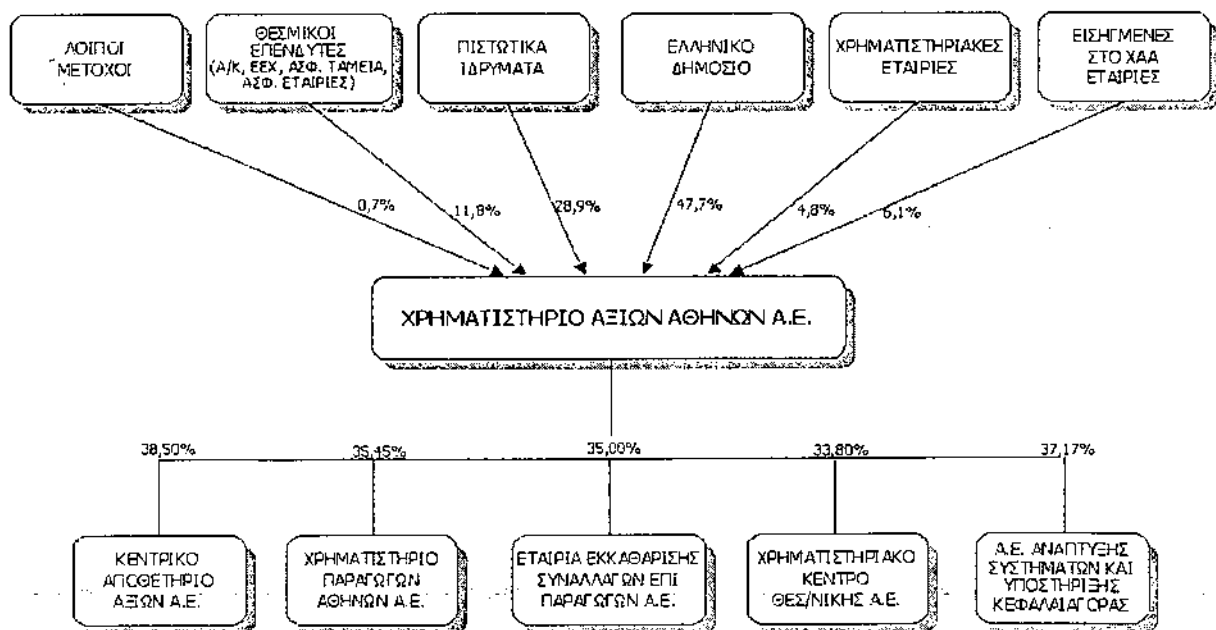 ΛΟΙΠΟΙ
ΜΕΤΟΧΟΙ
ΘΕΣΜΙΚΟΙ
ΕΠΕΝΔΥΤΕΣ
(Α/Κ, ΕΕΧ, ΑΣΦ. ΤΑΜΕΙΑ,
ΑΣΦ. ΕΤΑΙΡΙΕΣ)
ΠΙΣΤΩΤΙΚΑ
ΙΔΡΥΜΑΤΑ
ΕΛΛΗΝΙΚΟ
ΔΗΜΟΣΙΟ
ΧΡΗΜΑΤΙΣΤΗΡΙΑΚΕΣ
ΕΤΑΙΡΙΕΣ
ΕΙΣΗΓΜΕΝΕΣ
ΣΤΟ ΧΑΑ
ΕΤΑΙΡΙΕΣ
0,7%
11,8%
28,9%
47,7%
4,8%
6,1%
ΧΡΗΜΑΤΙΣΤΗΡΙΟ ΑΞΙΩΝ ΑΘΗΝΩΝ Α.Ε.
38,50%
35,00%
33,80%
37,17%
ΚΕΝΤΡΙΚΟ
ΑΠΟΘΕΤΗΡΙΟ
ΑΞΙΩΝ Α.Ε.
ΧΡΗΜΑΤΙΣΤΗΡΙΟ
ΠΑΡΑΓΩΓΩΝ
ΑΘΗΝΩΝ Α.Ε.
ΕΤΑΙΡΙΑ ΕΚΚΑΘΑΡΙΣΗΣ
ΣΥΝΑΛΛΑΓΩΝ ΕΠΙ
ΠΑΡΑΓΩΓΩΝ Α.Ε.
ΧΡΗΜΑΤΙΣΤΗΡΙΑΚΟ
ΚΕΝΤΡΟ
ΘΕΣ/ΝΙΚΗΣ Α.Ε.
Α.Ε. ΑΝΑΠΤΥΞΗΣ
ΣΥΣΤΗΜΑΤΩΝ ΚΑΙ
ΥΠΟΣΤΗΡΙΞΗΣ
ΚΕΦΑΛΑΙΑΓΟΡΑΣ